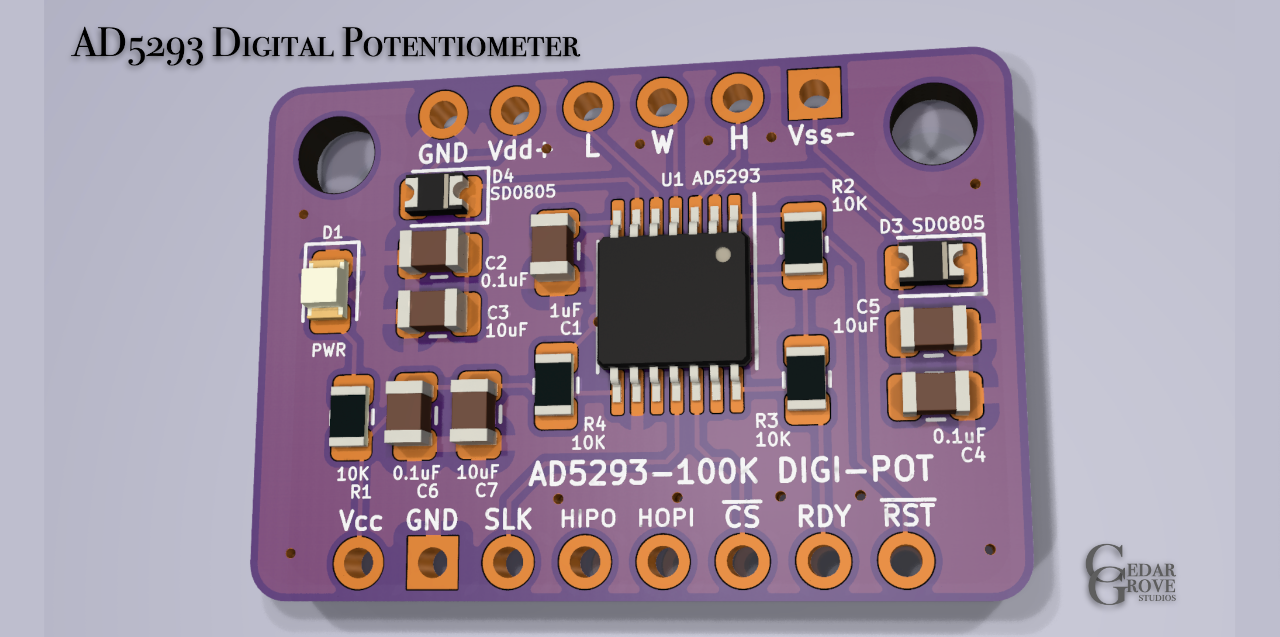 AD5293 Digital Potentiometer
GND Vdd+ L W H Vss-
D4
SD0805
U1 AD5293
R2
10K
D3 SD0805
D1
C2
0.1uF
C3
10uF
1uF
C1
C5
10uF
PWR
R4
10K
R3
10K
0.1uF
C4
10K
R1
0.1uF
C6
10uF
C7
AD5293-100K DIGI-POT
Vcc GND SLK HIPO HOPI CS RDY RST
Cedar
Grove
Studios